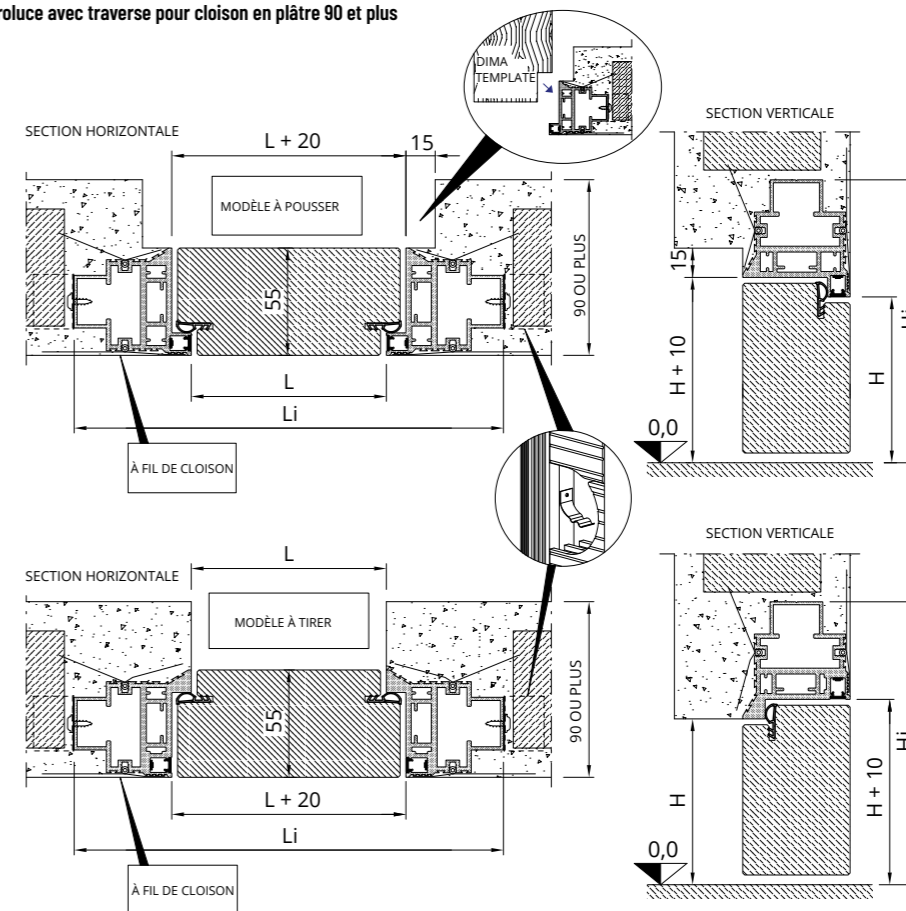 avec traverse pour cloison en plâtre 90 et plus
DIMA
TEMPLATE
SECTION HORIZONTALE
L + 20
15
MODÈLE À POUSSER
55
90 OU PLUS
L
Li
À FIL DE CLOISON
SECTION VERTICALE
15
H + 10
H
0,0
SECTION HORIZONTALE
L
MODÈLE À TIRER
55
90 OU PLUS
L + 20
Li
À FIL DE CLOISON
SECTION VERTICALE
H
H + 10
Hi
0,0